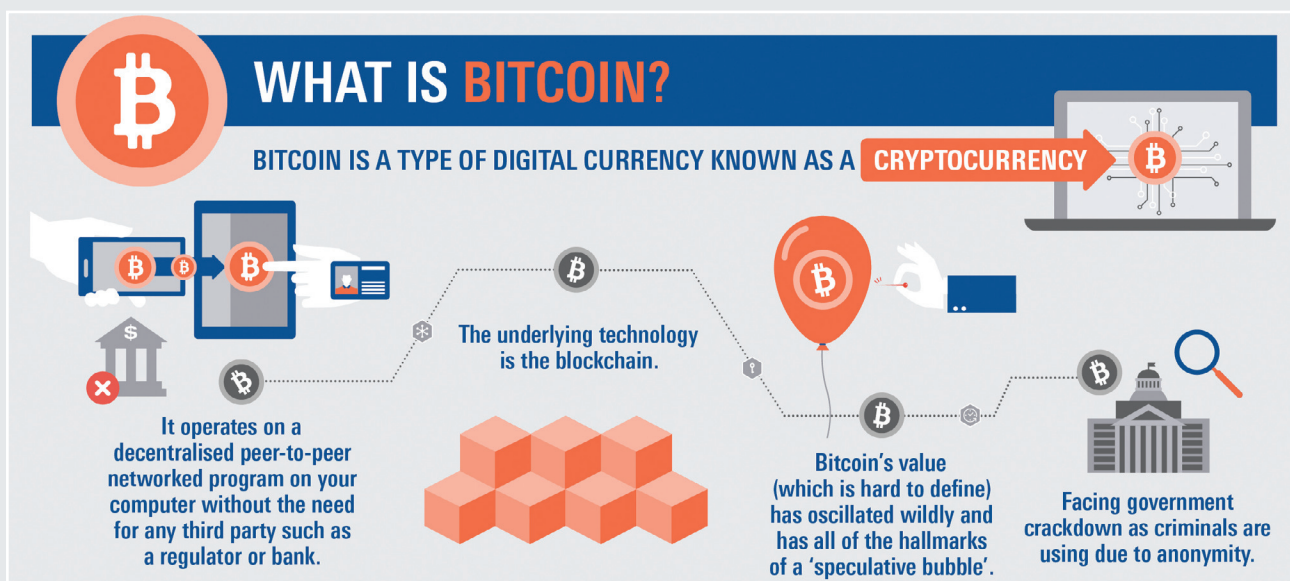 WHAT IS BITCOIN?
BITCOIN IS A TYPE OF DIGITAL CURRENCY KNOWN AS A CRYPTOCURRENCY
It operates on a
decentralised peer-to-peer
networked program on your
computer without the need
for any third party such as
a regulator or bank.
The underlying technology
is the blockchain.
Bitcoin's value
(which is hard to define)
has oscillated wildly and
has all of the hallmarks
of a ‘speculative bubble’.
Facing government
crackdown as criminals are
using due to anonymity.